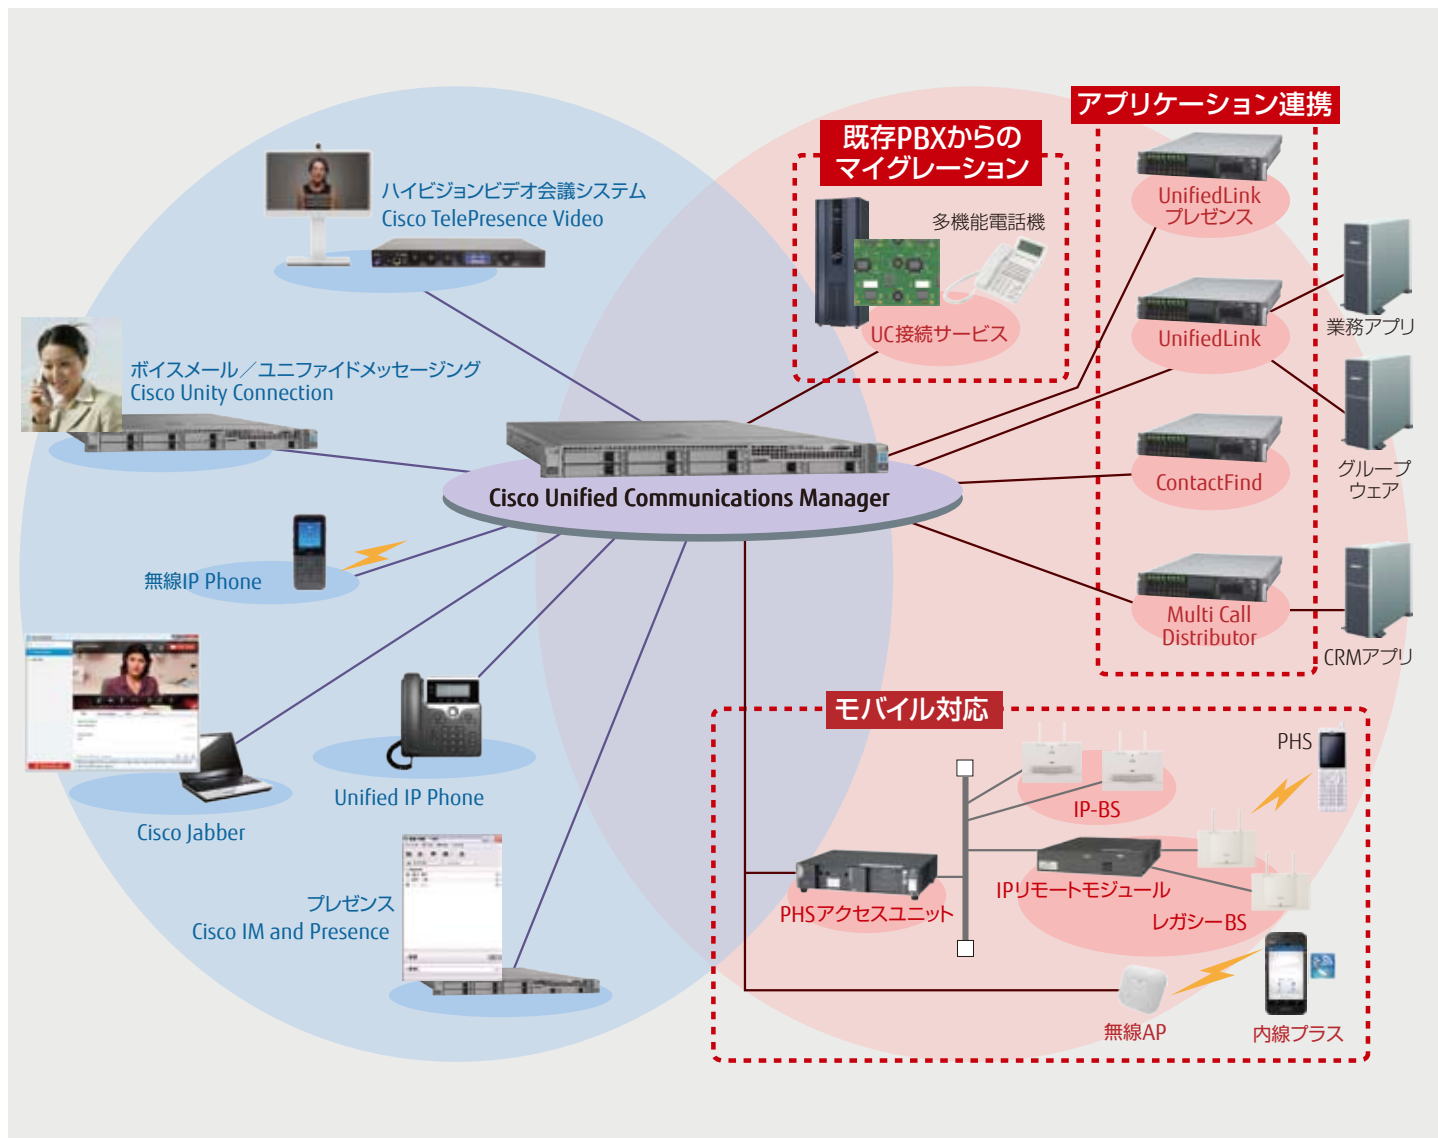 アプリケーション連携
既存PBXからの
マイグレーション
ハイビジョンビデオ会議システム
Cisco TelePresence Video
多機能電話機
UC接続サービス
UnifiedLink
プレゼンス
UnifiedLink
業務アプリ
ボイスメール／ユニファイドメッセージング
Cisco Unity Connection
Cisco Unified Communications Manager
ContactFind
グループ
ウェア
無線IP Phone
Multi Call
Distributor
CRMアプリ
モバイル対応
PHS
Unified IP Phone
IP-BS
Cisco Jabber
IPリモートモジュール
プレゼンス
Cisco IM and Presence
PHSアクセスユニット
レガシーBS
無線AP
内線プラス